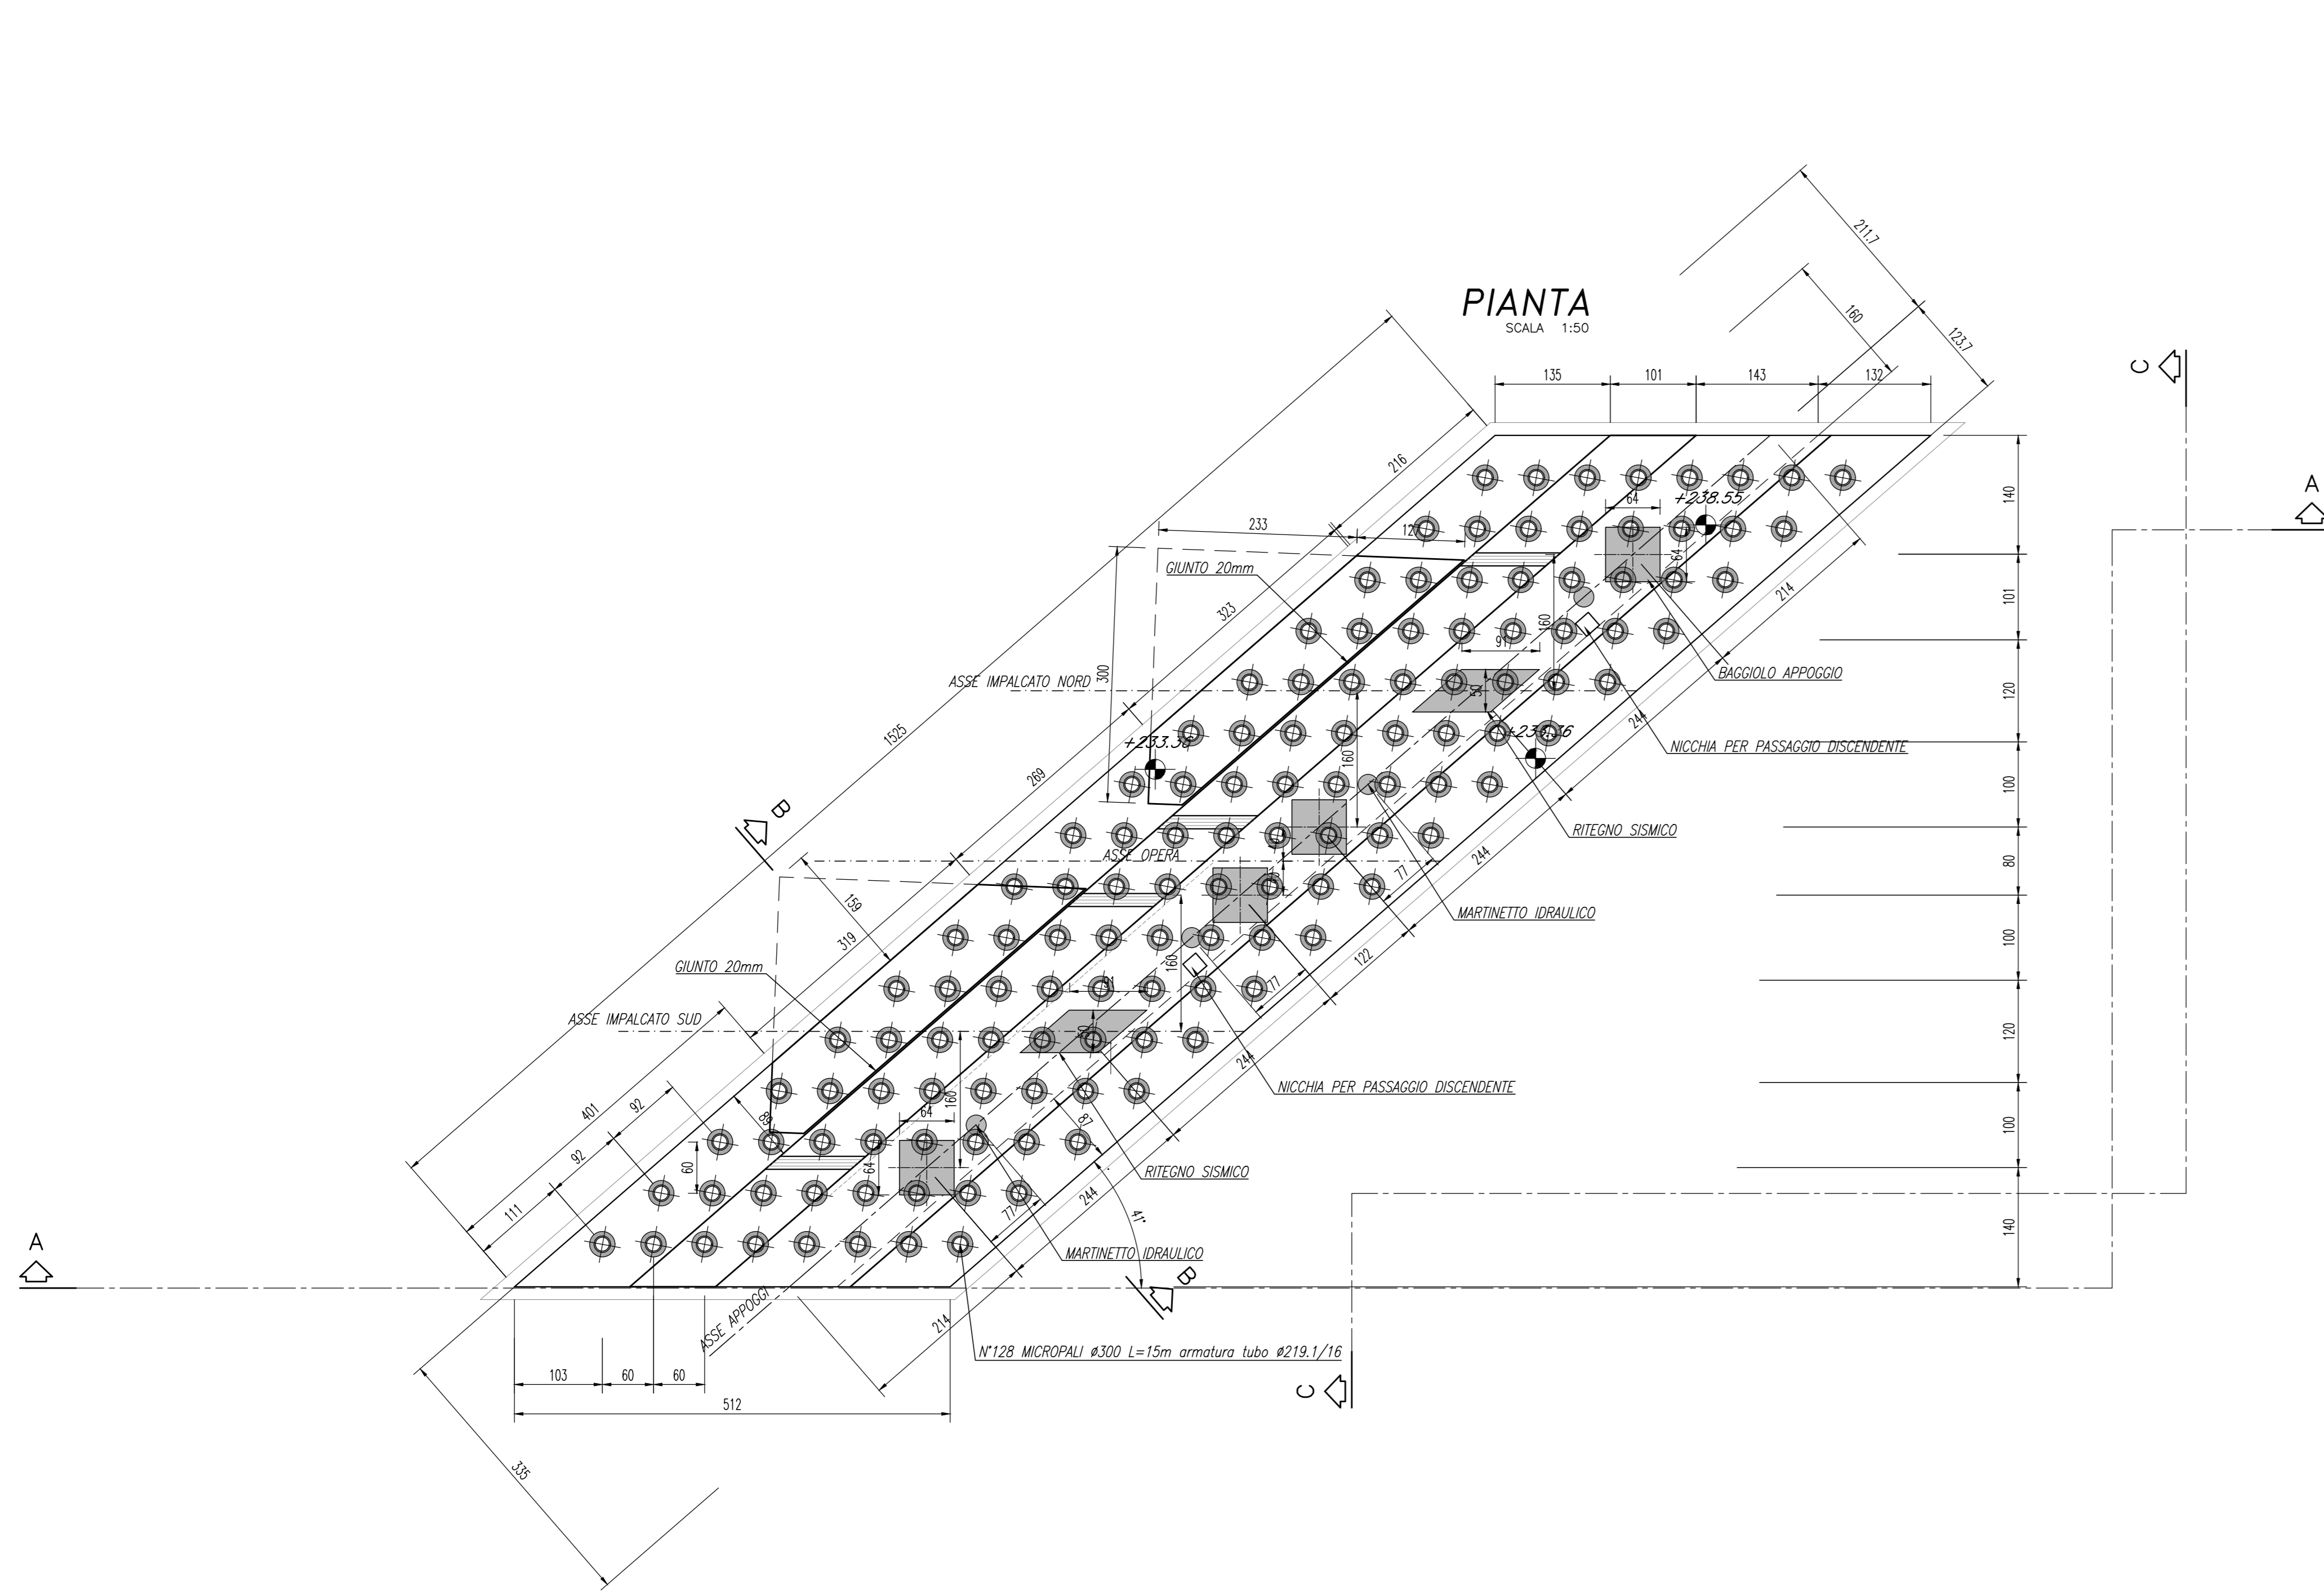 PIANTA
SCALA 1:50
211.7
160
123.7
135
101
143
132
C
A
216
233
127
64
+238.55
64
140
GIUNTO 20mm
323
300
160
91
214
101
BAGGIOLO APPOGGIO
ASSE IMPALCATO NORD
50
120
1525
244
NICCHIA PER PASSAGGIO DISCENDENTE
+233.36
160
269
100
B
RITEGNO SISMICO
ASSE OPERA
244
77
80
159
MARTINETTO IDRAULICO
319
160
100
GIUNTO 20mm
91
77
122
ASSE IMPALCATO SUD
50
244
120
NICCHIA PER PASSAGGIO DISCENDENTE
401
92
160
64
87
100
92
60
64
RITEGNO SISMICO
111
77
244
41°
140
A
MARTINETTO IDRAULICO
B
ASSE APPOGGI
214
N°128 MICROPALI ø300 L=15m armatura tubo ø219.1/16
103
60
60
C
512
335